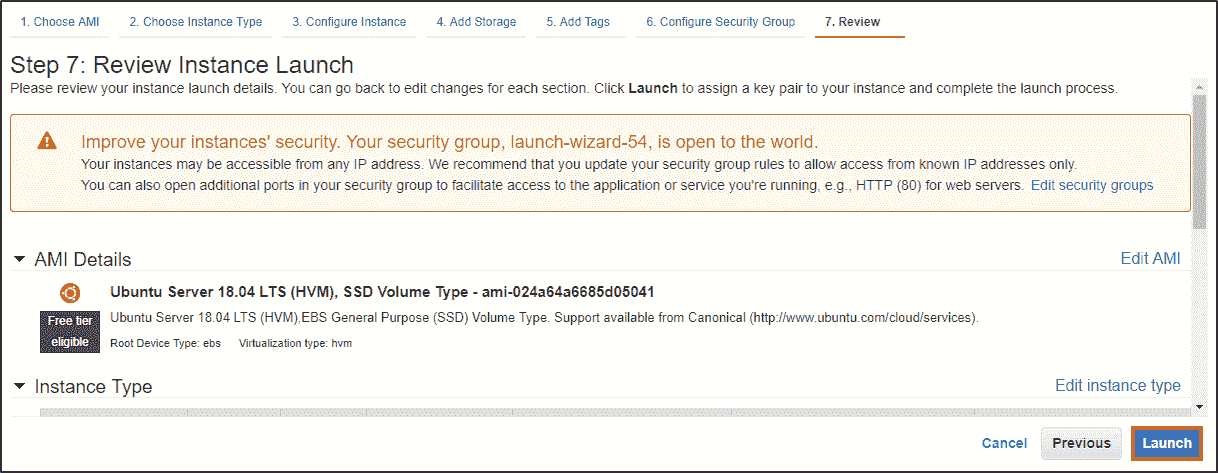 1. Choose AMI 2. Choose Instance Type 3. Configure Instance 4. Add Storage 5. Add Tags 6. Configure Security Group 7. Review
Step 7: Review Instance Launch
Please review your instance launch details. You can go back to edit changes for each section. Click Launch to assign a key pair to your instance and complete the launch process.
Improve your instances' security. Your security group, launch-wizard-54, is open to the world.
Your instances may be accessible from any IP address. We recommend that you update your security group rules to allow access from known IP addresses only.
You can also open additional ports in your security group to facilitate access to the application or service you're running, e.g., HTTP (80) for web servers. Edit security groups
AMI Details Edit AMI
Ubuntu Server 18.04 LTS (HVM), SSD Volume Type - ami-024a64a6685d05041
Free tier eligible
Ubuntu Server 18.04 LTS (HVM),EBS General Purpose (SSD) Volume Type. Support available from Canonical (http://www.ubuntu.com/cloud/services).
Root Device Type: ebs Virtualization type: hvm
Instance Type Edit instance type
Cancel Previous Launch